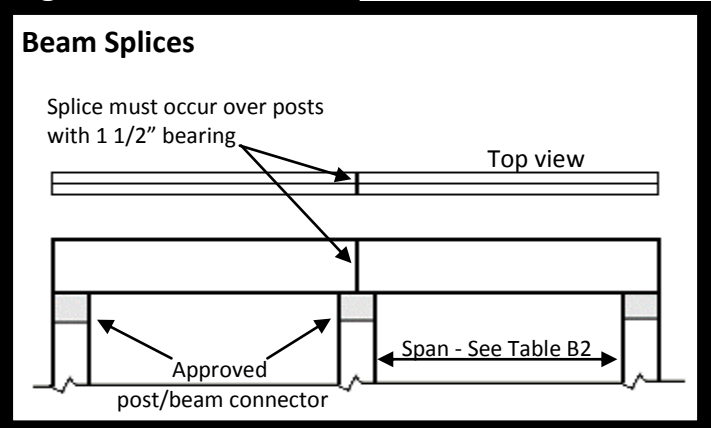 Beam Splices
Splice must occur over posts
with 1 1/2” bearing
Top view
Span - See Table B2
Approved
post/beam connector